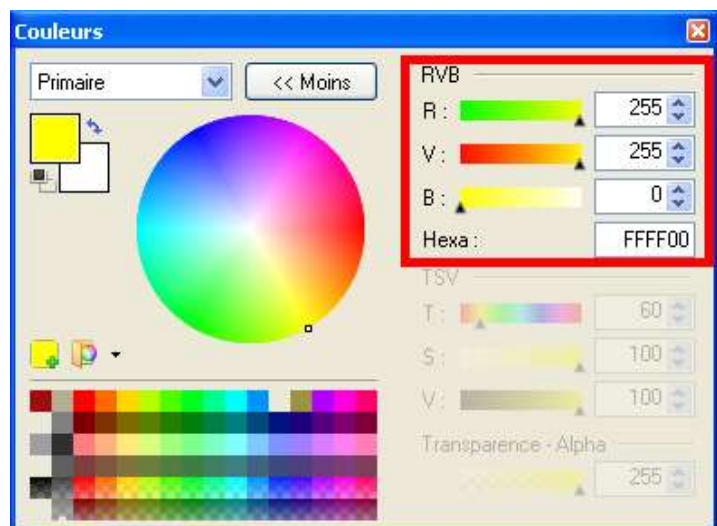 Couleurs
Primaire
<< Moins
RVB
R : 255
V : 255
B : 0
Hexa : FFFF00
TSV
T : 60
S : 100
V : 100
Transparence - Alpha
255